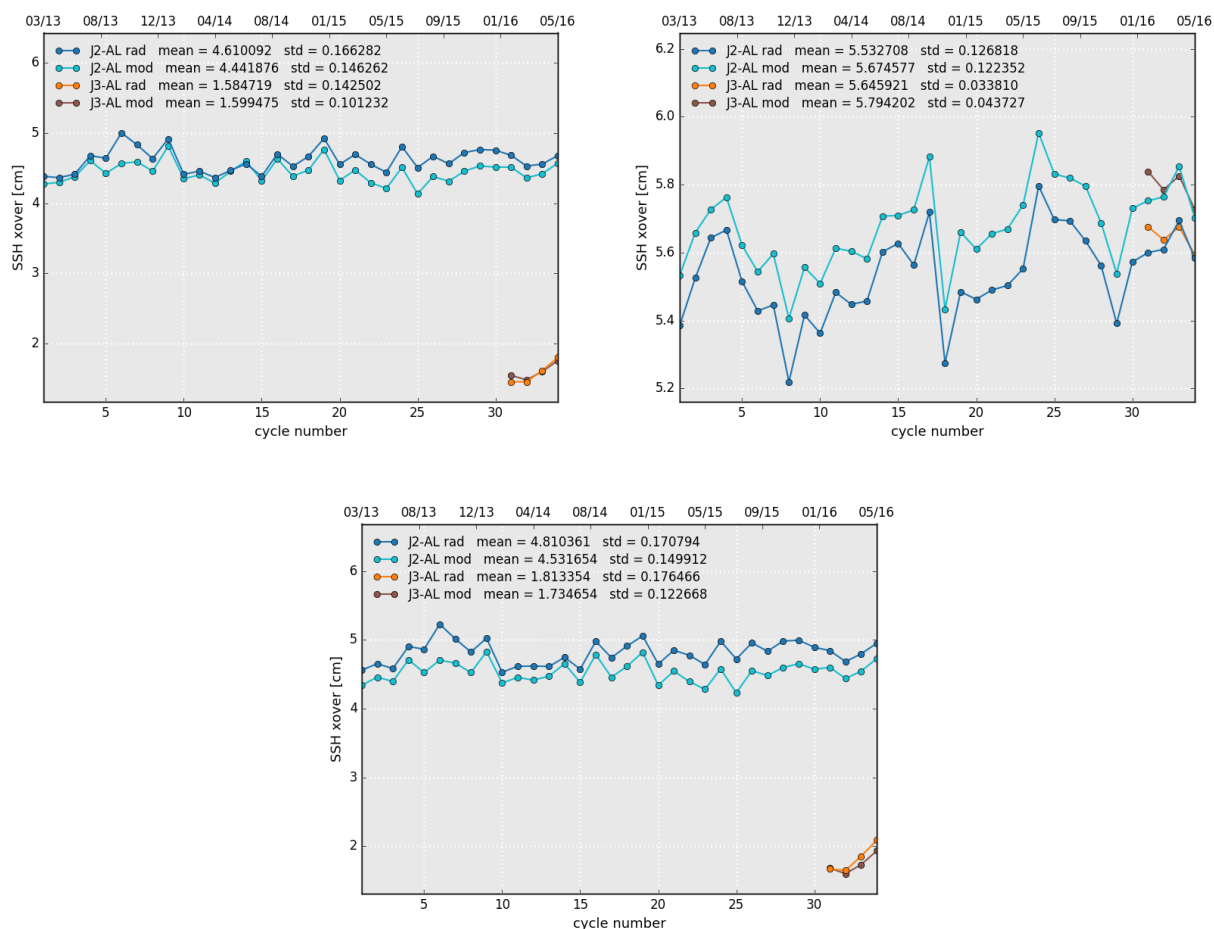 03/13 08/13 12/13 04/14 08/14 01/15 05/15 09/15 01/16 05/16
J2-AL rad mean = 4.610092 std = 0.166282
J2-AL mod mean = 4.441876 std = 0.146262
J3-AL rad mean = 1.584719 std = 0.142502
J3-AL mod mean = 1.599475 std = 0.101232
6
5
4
3
2
SSH xover [cm]
5 10 15 20 25 30
cycle number
03/13 08/13 12/13 04/14 08/14 01/15 05/15 09/15 01/16 05/16
J2-AL rad mean = 5.532708 std = 0.126818
J2-AL mod mean = 5.674577 std = 0.122352
J3-AL rad mean = 5.645921 std = 0.033810
J3-AL mod mean = 5.794202 std = 0.043727
6.2
6.0
5.8
5.6
5.4
5.2
SSH xover [cm]
5 10 15 20 25 30
cycle number
03/13 08/13 12/13 04/14 08/14 01/15 05/15 09/15 01/16 05/16
J2-AL rad mean = 4.810361 std = 0.170794
J2-AL mod mean = 4.531654 std = 0.149912
J3-AL rad mean = 1.813354 std = 0.176466
J3-AL mod mean = 1.734654 std = 0.122668
6
5
4
3
2
SSH xover [cm]
5 10 15 20 25 30
cycle number